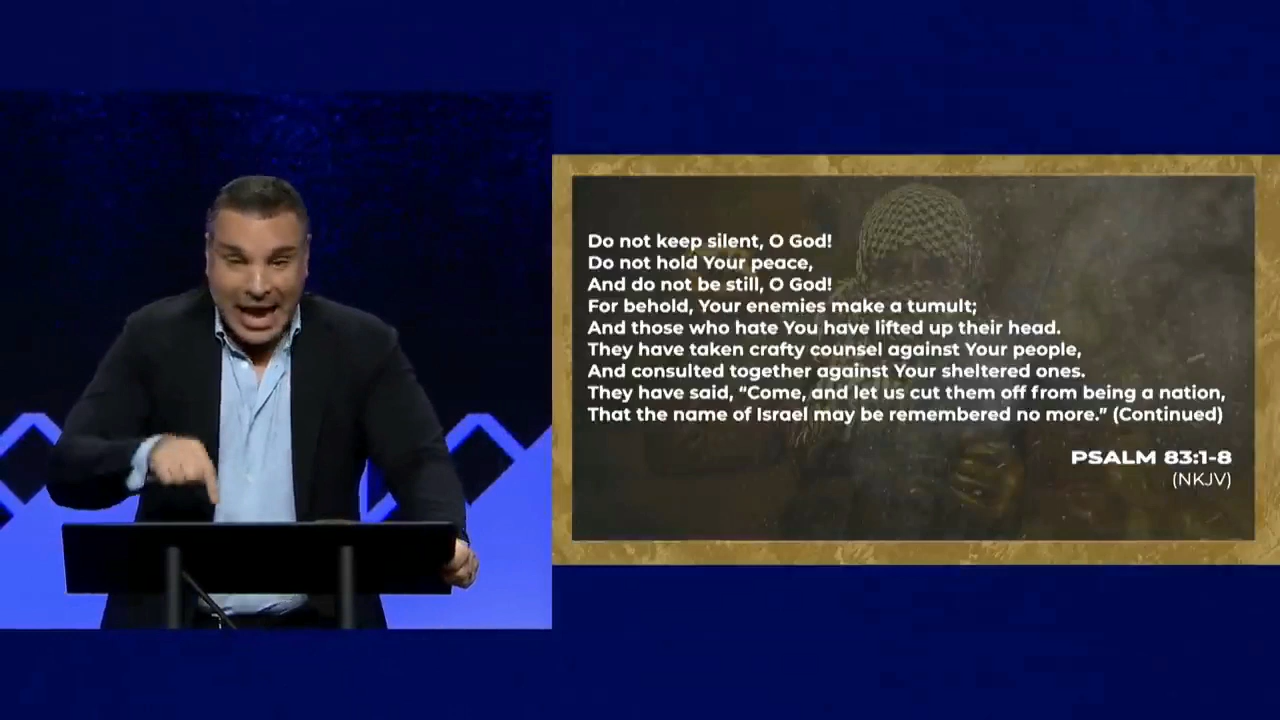 Do not keep silent, O God!
Do not hold Your peace,
And do not be still, O God!
For behold, Your enemies make a tumult;
And those who hate You have lifted up their head.
They have taken crafty counsel against Your people,
And consulted together against Your sheltered ones.
They have said, “Come, and let us cut them off from being a nation,
That the name of Israel may be remembered no more.” (Continued)
PSALM 83:1-8
(NKJV)